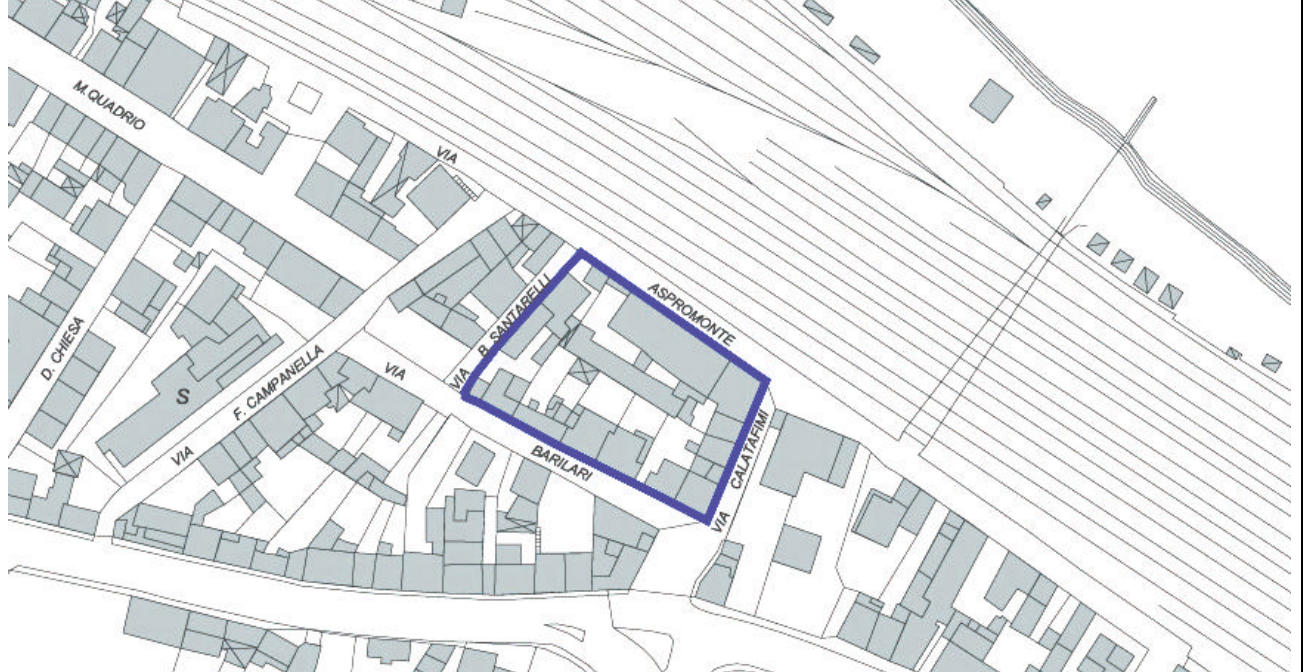 M.QUADRIO
VIA
ASPROMONTE
VIA B. SANTARELLI
D. CHIESA
VIA F. CAMPANELLA
S
VIA
BARILARI
VIA CALATAFIMI